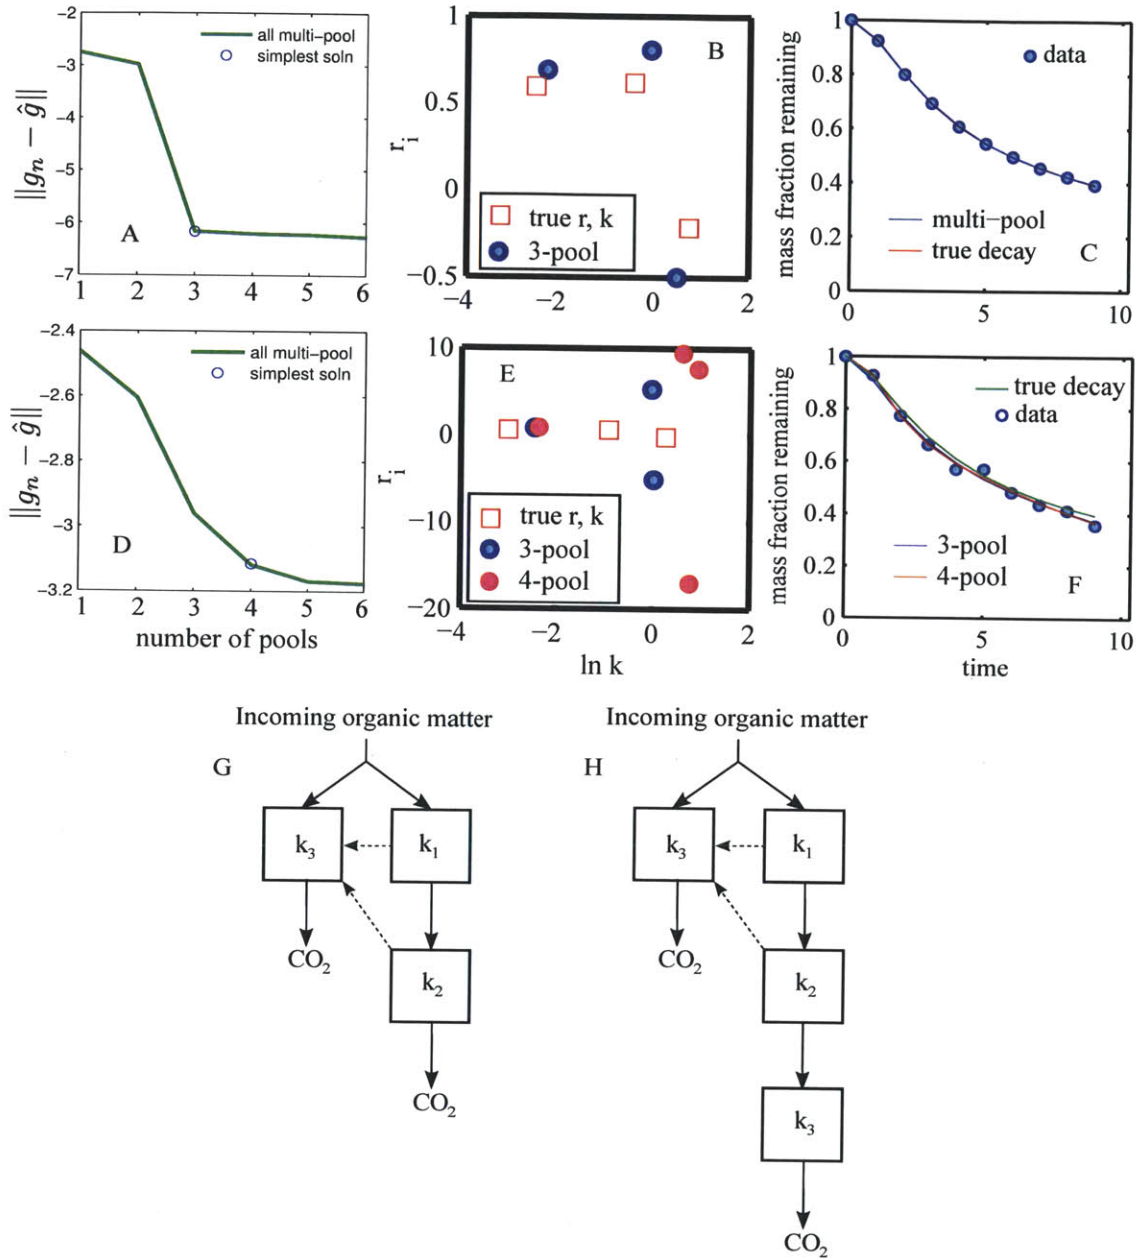 −2
−3
−4
−5
−6
−7
||gₙ − ĝ||
all multi−pool
simplest soln
A
1 2 3 4 5 6
1
0.5
0
−0.5
rᵢ
B
true r, k
3-pool
−4 −2 0 2
1
0.8
0.6
0.4
0.2
0
mass fraction remaining
data
multi−pool
true decay
C
0 5 10
−2.4
−2.6
−2.8
−3
−3.2
||gₙ − ĝ||
all multi−pool
simplest soln
D
1 2 3 4 5 6
number of pools
10
0
−10
−20
rᵢ
E
true r, k
3-pool
4-pool
−4 −2 0 2
ln k
1
0.8
0.6
0.4
0.2
0
mass fraction remaining
true decay
data
3-pool
4-pool
F
0 5 10
time
Incoming organic matter
G
k₃
k₁
CO₂
k₂
CO₂
Incoming organic matter
H
k₃
k₁
CO₂
k₂
k₃
CO₂